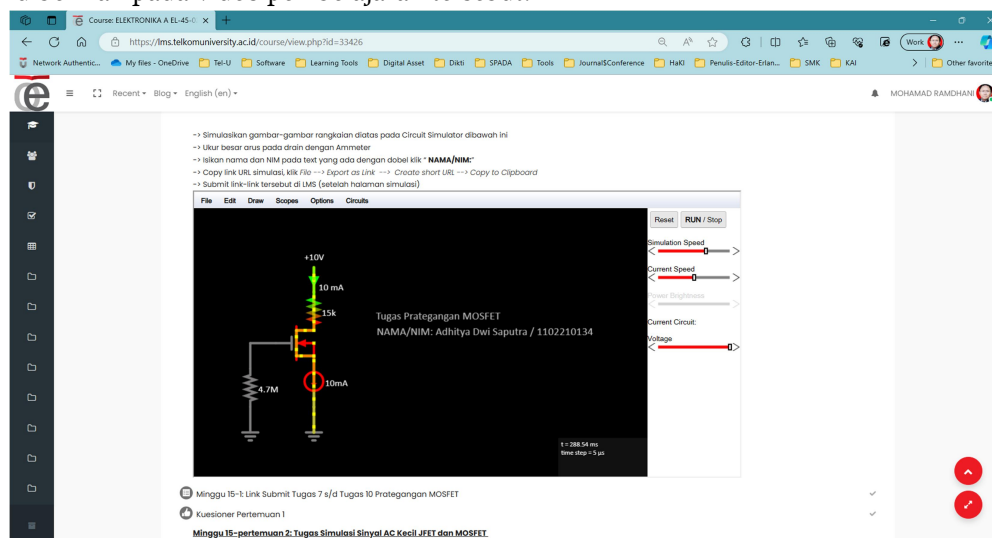 Course: ELEKTRONIKA A EL-45-0
https://lms.telkomuniversity.ac.id/course/view.php?id=33426
Work
Network Authentic...
My files - OneDrive
Tel-U
Software
Learning Tools
Digital Asset
Dikti
SPADA
Tools
Journal$Conference
HaKI
Penulis-Editor-Erlan...
SMK
KAI
Other favorite
Recent
Blog
English (en)
MOHAMAD RAMDHANI
-> Simulasikan gambar-gambar rangkaian diatas pada Circuit Simulator dibawah ini
-> Ukur besar arus pada drain dengan Ammeter
-> Isikan nama dan NIM pada text yang ada dengan dobel klik " NAMA/NIM:"
-> Copy link URL simulasi, klik File --> Export as Link --> Create short URL --> Copy to Clipboard
-> Submit link-link tersebut di LMS (setelah halaman simulasi)
File Edit Draw Scopes Options Circuits
Reset RUN / Stop
Simulation Speed
Current Speed
Power Brightness
Current Circuit:
Voltage
+10V
10 mA
15k
Tugas Prategangan MOSFET
NAMA/NIM: Adhitya Dwi Saputra / 1102210134
4.7M
10mA
t = 288.54 ms
time step = 5 µs
Minggu 15-1: Link Submit Tugas 7 s/d Tugas 10 Prategangan MOSFET
Kuesioner Pertemuan 1
Minggu 15-pertemuan 2: Tugas Simulasi Sinyal AC Kecil JFET dan MOSFET